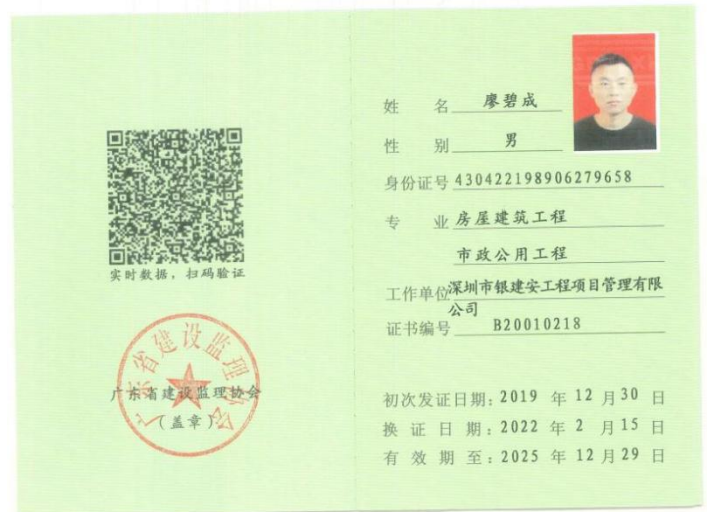 实时数据，扫码验证
广东省建设监理协会
广东省建设监理协会
（盖章）
姓 名 廖碧成
性 别 男
身份证号 430422198906279658
专 业 房屋建筑工程
市政公用工程
工作单位 深圳市银建安工程项目管理有限
公司
证书编号 B20010218
初次发证日期：2019 年 12 月 30 日
换 证 日 期：2022 年 2 月 15 日
有 效 期 至：2025 年 12 月 29 日